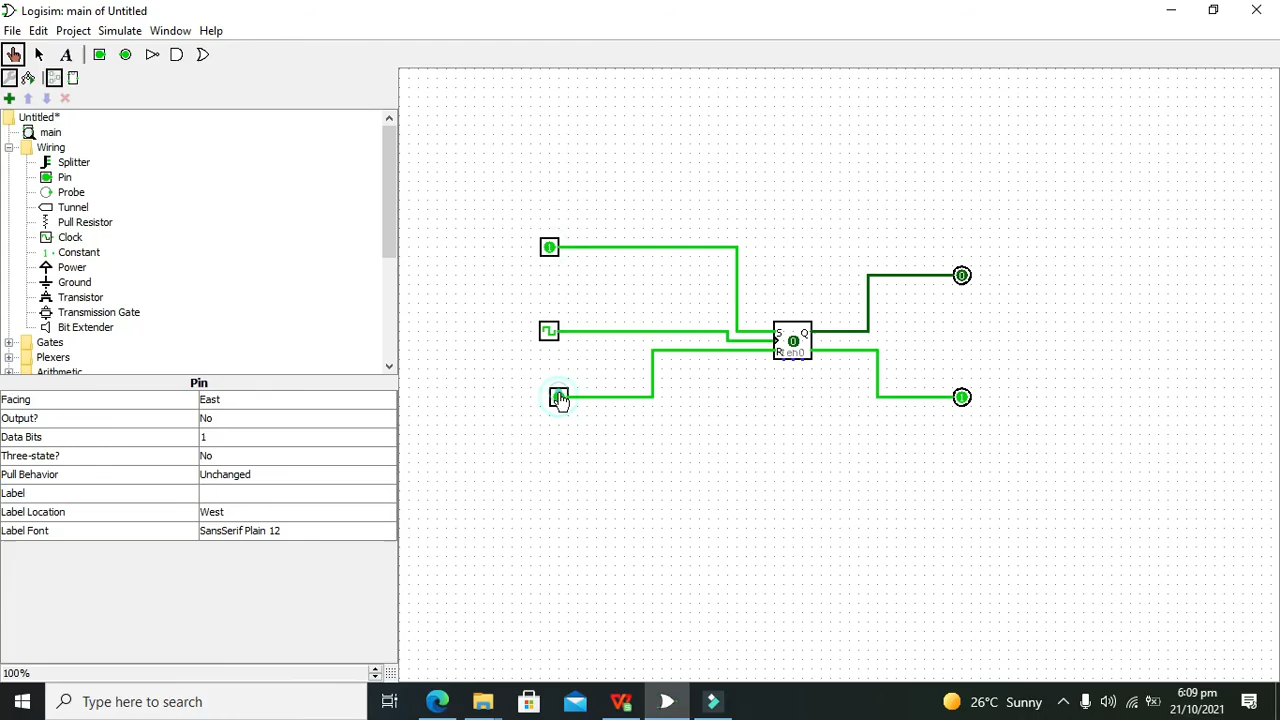 Logisim: main of Untitled
File Edit Project Simulate Window Help
A
Untitled*
main
Wiring
Splitter
Pin
Probe
Tunnel
Pull Resistor
Clock
Constant
Power
Ground
Transistor
Transmission Gate
Bit Extender
Gates
Plexers
Arithmetic
Pin
Facing East
Output? No
Data Bits 1
Three-state? No
Pull Behavior Unchanged
Label
Label Location West
Label Font SansSerif Plain 12
100%
1
0
S Q
0
R en0
1
Type here to search
26°C Sunny
6:09 pm
21/10/2021